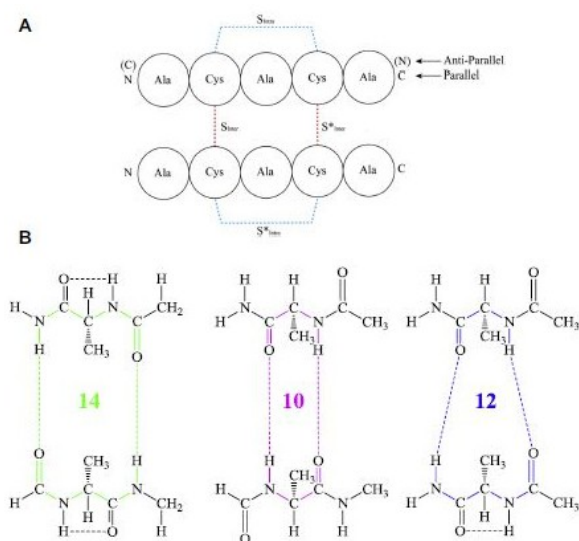 A
S_Intra
(C) (N) Anti-Parallel
N Ala Cys Ala Cys Ala C Parallel
S_Inter S*_Inter
N Ala Cys Ala Cys Ala C
S*_Intra
B
O H O O
H H N H H H H
N C C CH₂ N C N C CH₃ N C N C CH₃
H CH₃ O H O CH₃ H H O CH₃ H
14 10 12
O CH₃ H H O H O
C C N C N C N CH₃ N CH₃ C
H N C CH₂ H C C H C N CH₃
H H O H O CH₃ H O H H